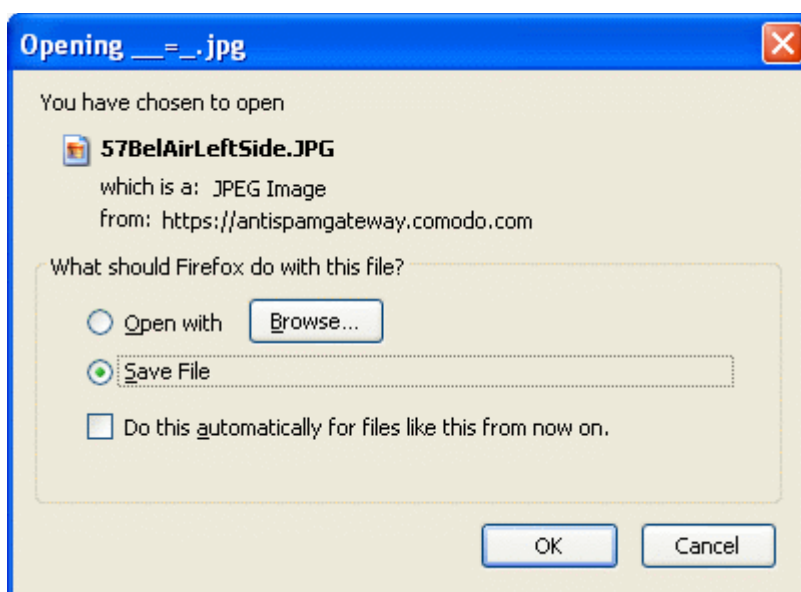 Opening __=_.jpg
You have chosen to open
57BelAirLeftSide.JPG
which is a: JPEG Image
from: https://antispamgateway.comodo.com
What should Firefox do with this file?
Open with Browse...
Save File
Do this automatically for files like this from now on.
OK Cancel